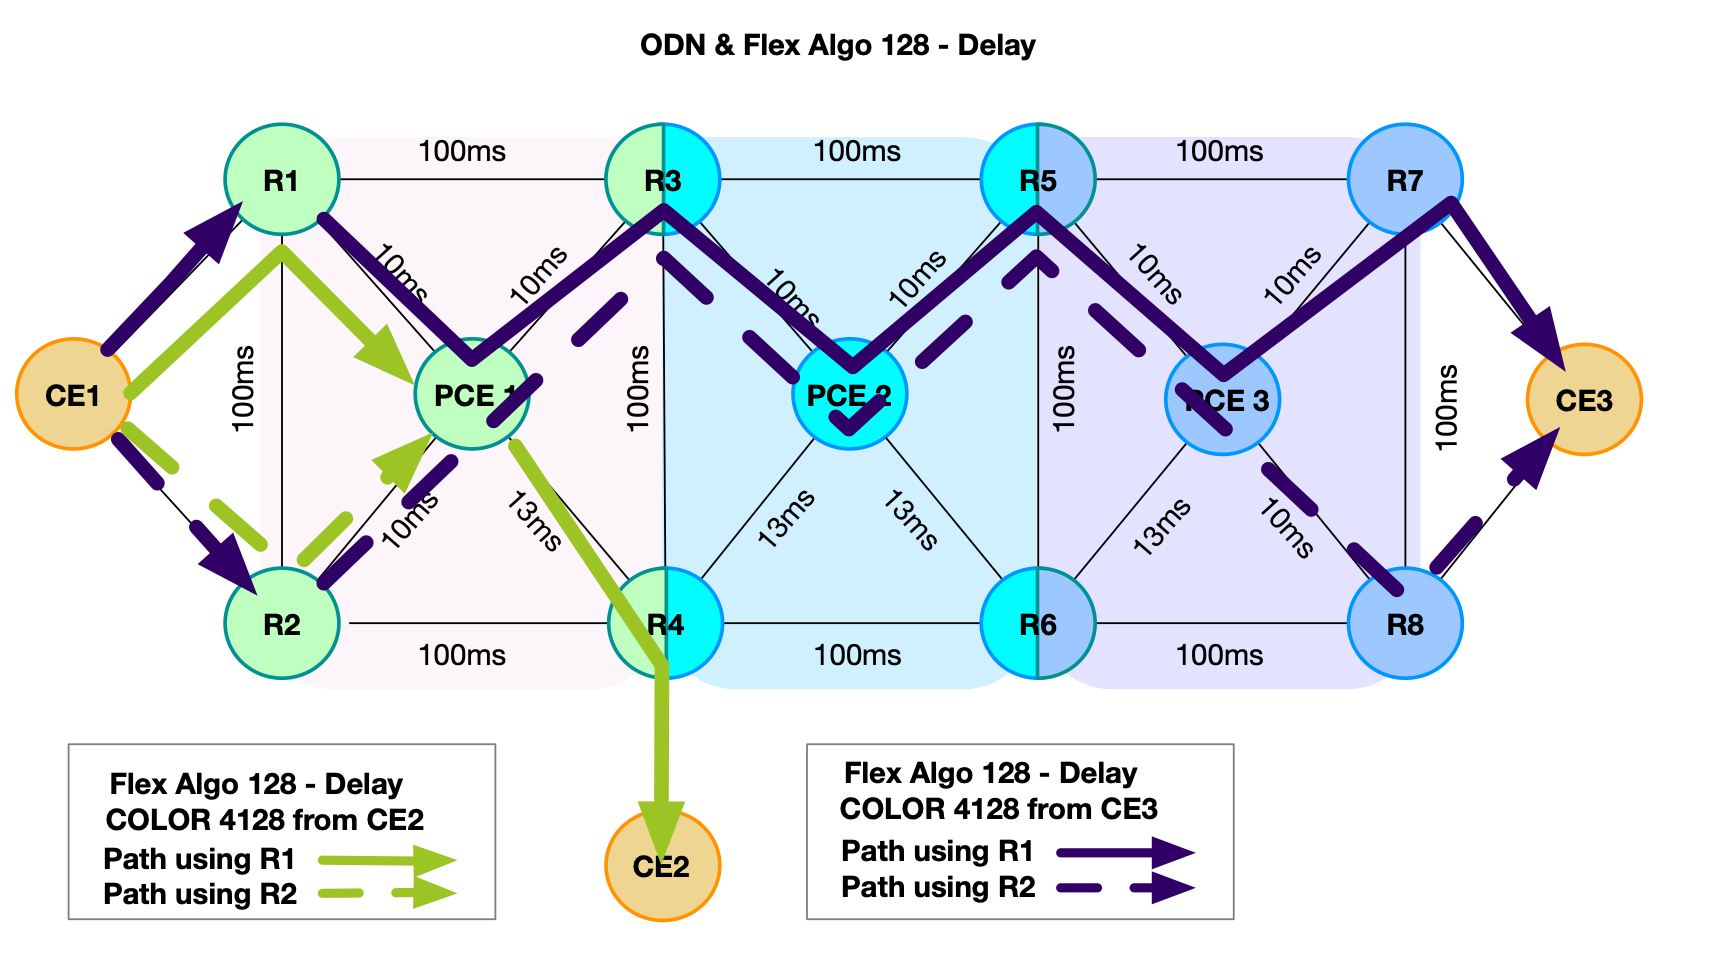 ODN & Flex Algo 128 - Delay
100ms
100ms
100ms
R1
R3
R5
R7
10ms
10ms
10ms
10ms
10ms
10ms
100ms
100ms
100ms
100ms
CE1
PCE 1
PCE 2
PCE 3
CE3
10ms
13ms
13ms
13ms
13ms
10ms
R2
R4
R6
R8
100ms
100ms
100ms
Flex Algo 128 - Delay
COLOR 4128 from CE2
Path using R1
Path using R2
CE2
Flex Algo 128 - Delay
COLOR 4128 from CE3
Path using R1
Path using R2